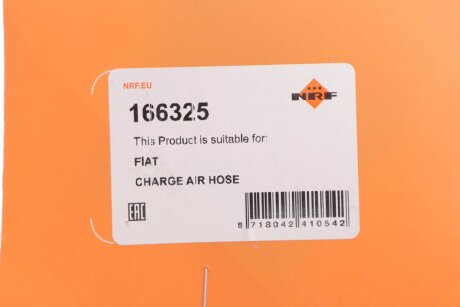 NRF.EU
NRF
166325
This Product is suitable for:
FIAT
CHARGE AIR HOSE
EAC
8 718042 410542